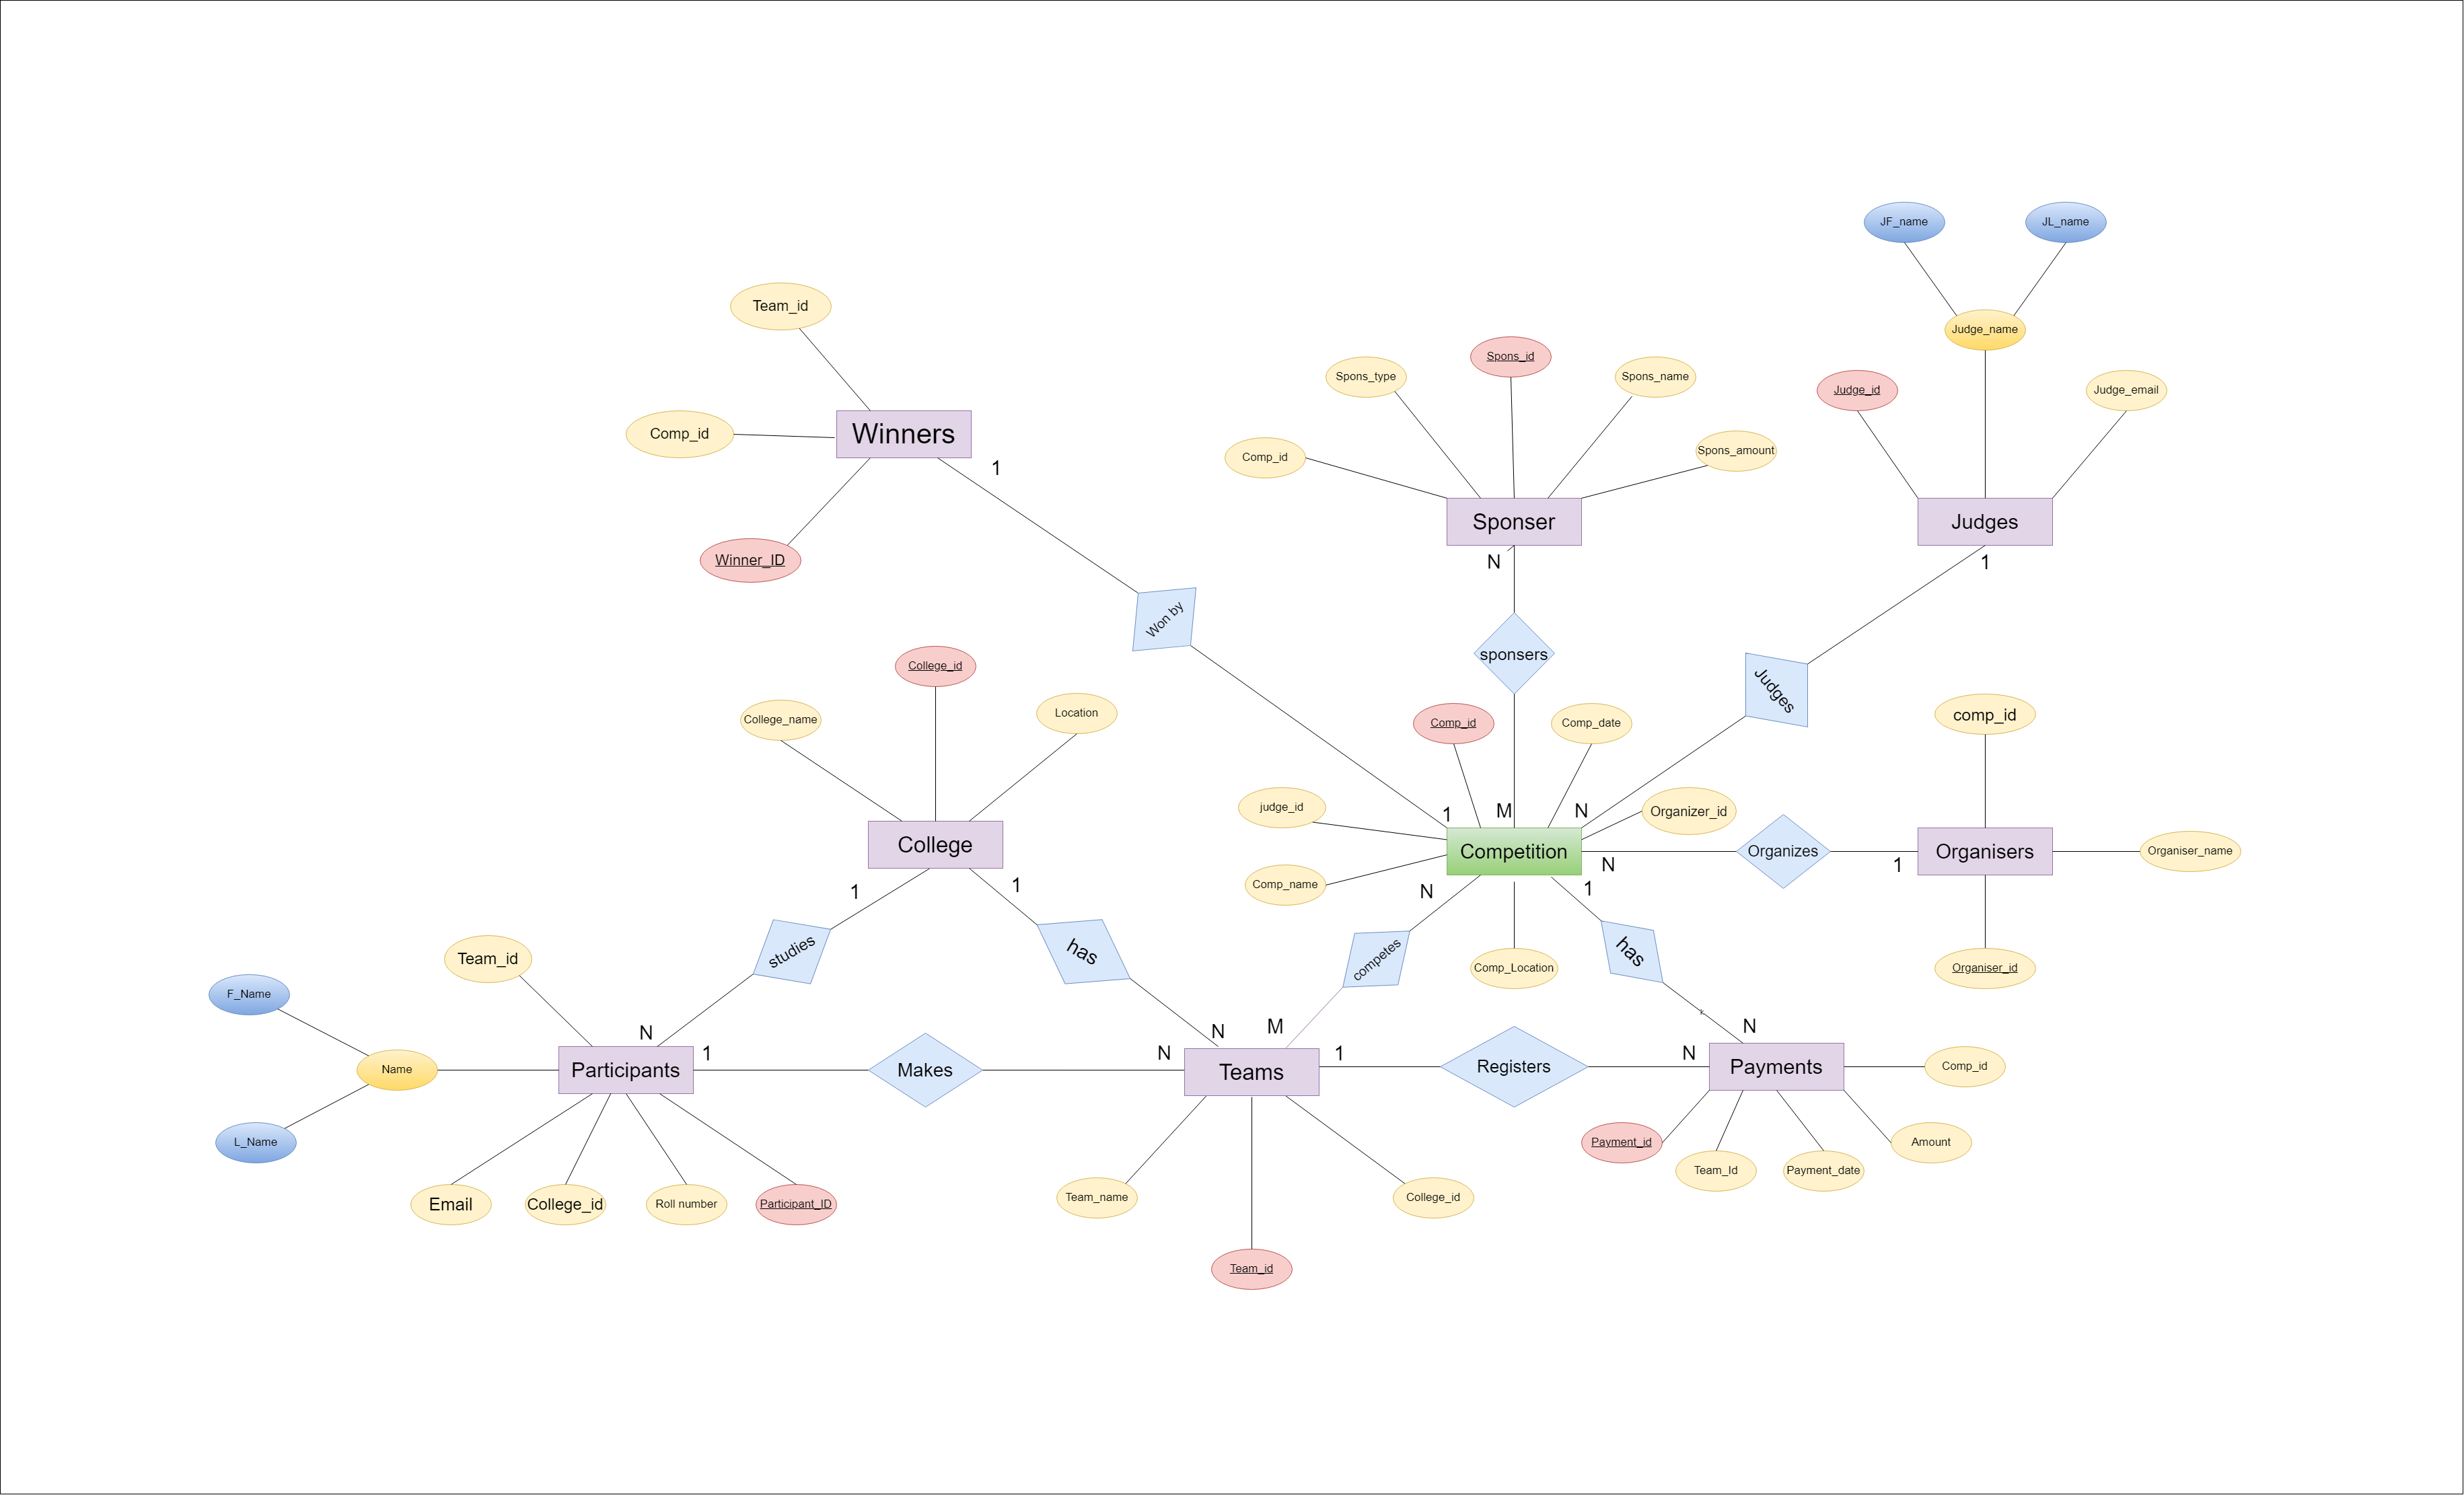 JF_name
JL_name
Team_id
Judge_name
Spons_id
Spons_type
Spons_name
Judge_id
Judge_email
Comp_id
Winners
Comp_id
Spons_amount
1
Sponser
Judges
Winner_ID
N
1
Won by
sponsers
College_id
Judges
College_name
Location
Comp_id
Comp_date
comp_id
judge_id
1
M
N
Organizer_id
College
Competition
Organizes
Organisers
Organiser_name
N
1
1
1
Comp_name
N
1
Team_id
studies
has
competes
Comp_Location
has
Organiser_id
F_Name
N
N
M
N
1
N
1
N
Name
Participants
Makes
Teams
Registers
Payments
Comp_id
L_Name
Payment_id
Amount
Team_Id
Payment_date
Email
College_id
Roll number
Participant_ID
Team_name
College_id
Team_id